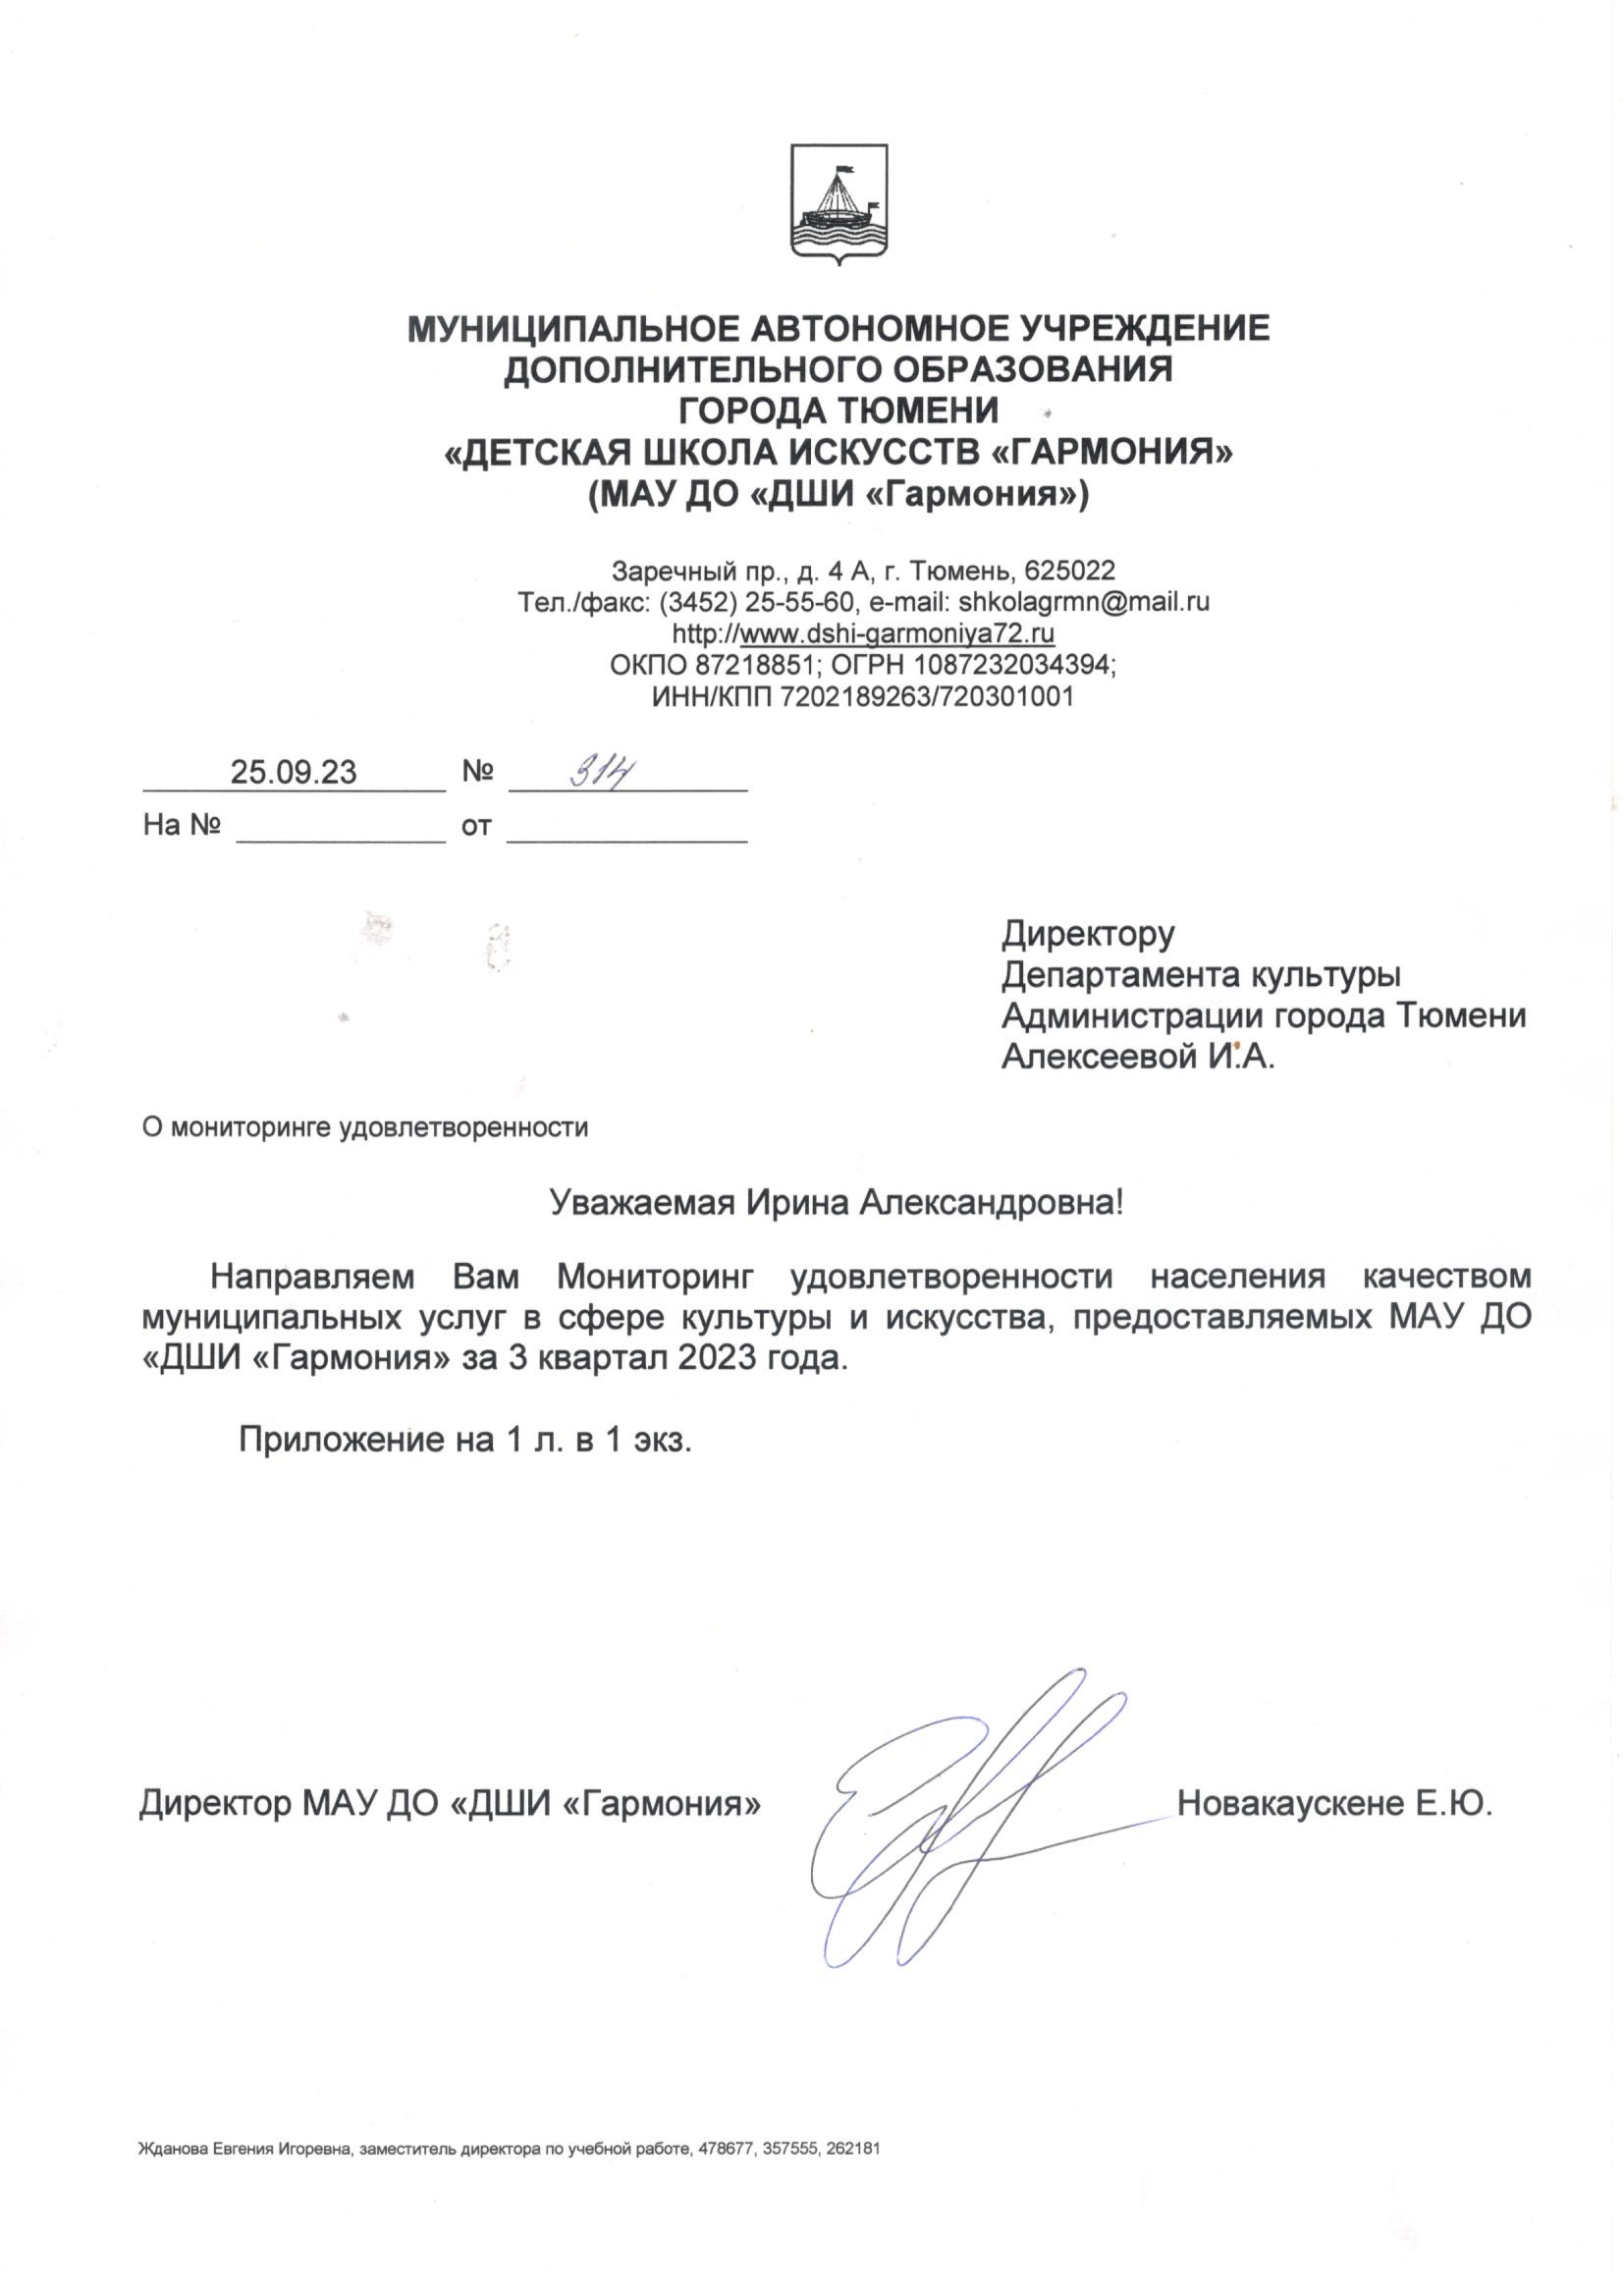 МУНИЦИПАЛЬНОЕ АВТОНОМНОЕ УЧРЕЖДЕНИЕ
ДОПОЛНИТЕЛЬНОГО ОБРАЗОВАНИЯ
ГОРОДА ТЮМЕНИ
«ДЕТСКАЯ ШКОЛА ИСКУССТВ «ГАРМОНИЯ»
(МАУ ДО «ДШИ «Гармония»)
Заречный пр., д. 4 А, г. Тюмень, 625022
Тел./факс: (3452) 25-55-60, e-mail: shkolagrmn@mail.ru
http://www.dshi-garmoniya72.ru
ОКПО 87218851; ОГРН 1087232034394;
ИНН/КПП 7202189263/720301001
25.09.23 № 314
На № от
Директору
Департамента культуры
Администрации города Тюмени
Алексеевой И.А.
О мониторинге удовлетворенности
Уважаемая Ирина Александровна!
Направляем Вам Мониторинг удовлетворенности населения качеством
муниципальных услуг в сфере культуры и искусства, предоставляемых МАУ ДО
«ДШИ «Гармония» за 3 квартал 2023 года.
Приложение на 1 л. в 1 экз.
Директор МАУ ДО «ДШИ «Гармония» Новакаускене Е.Ю.
Жданова Евгения Игоревна, заместитель директора по учебной работе, 478677, 357555, 262181